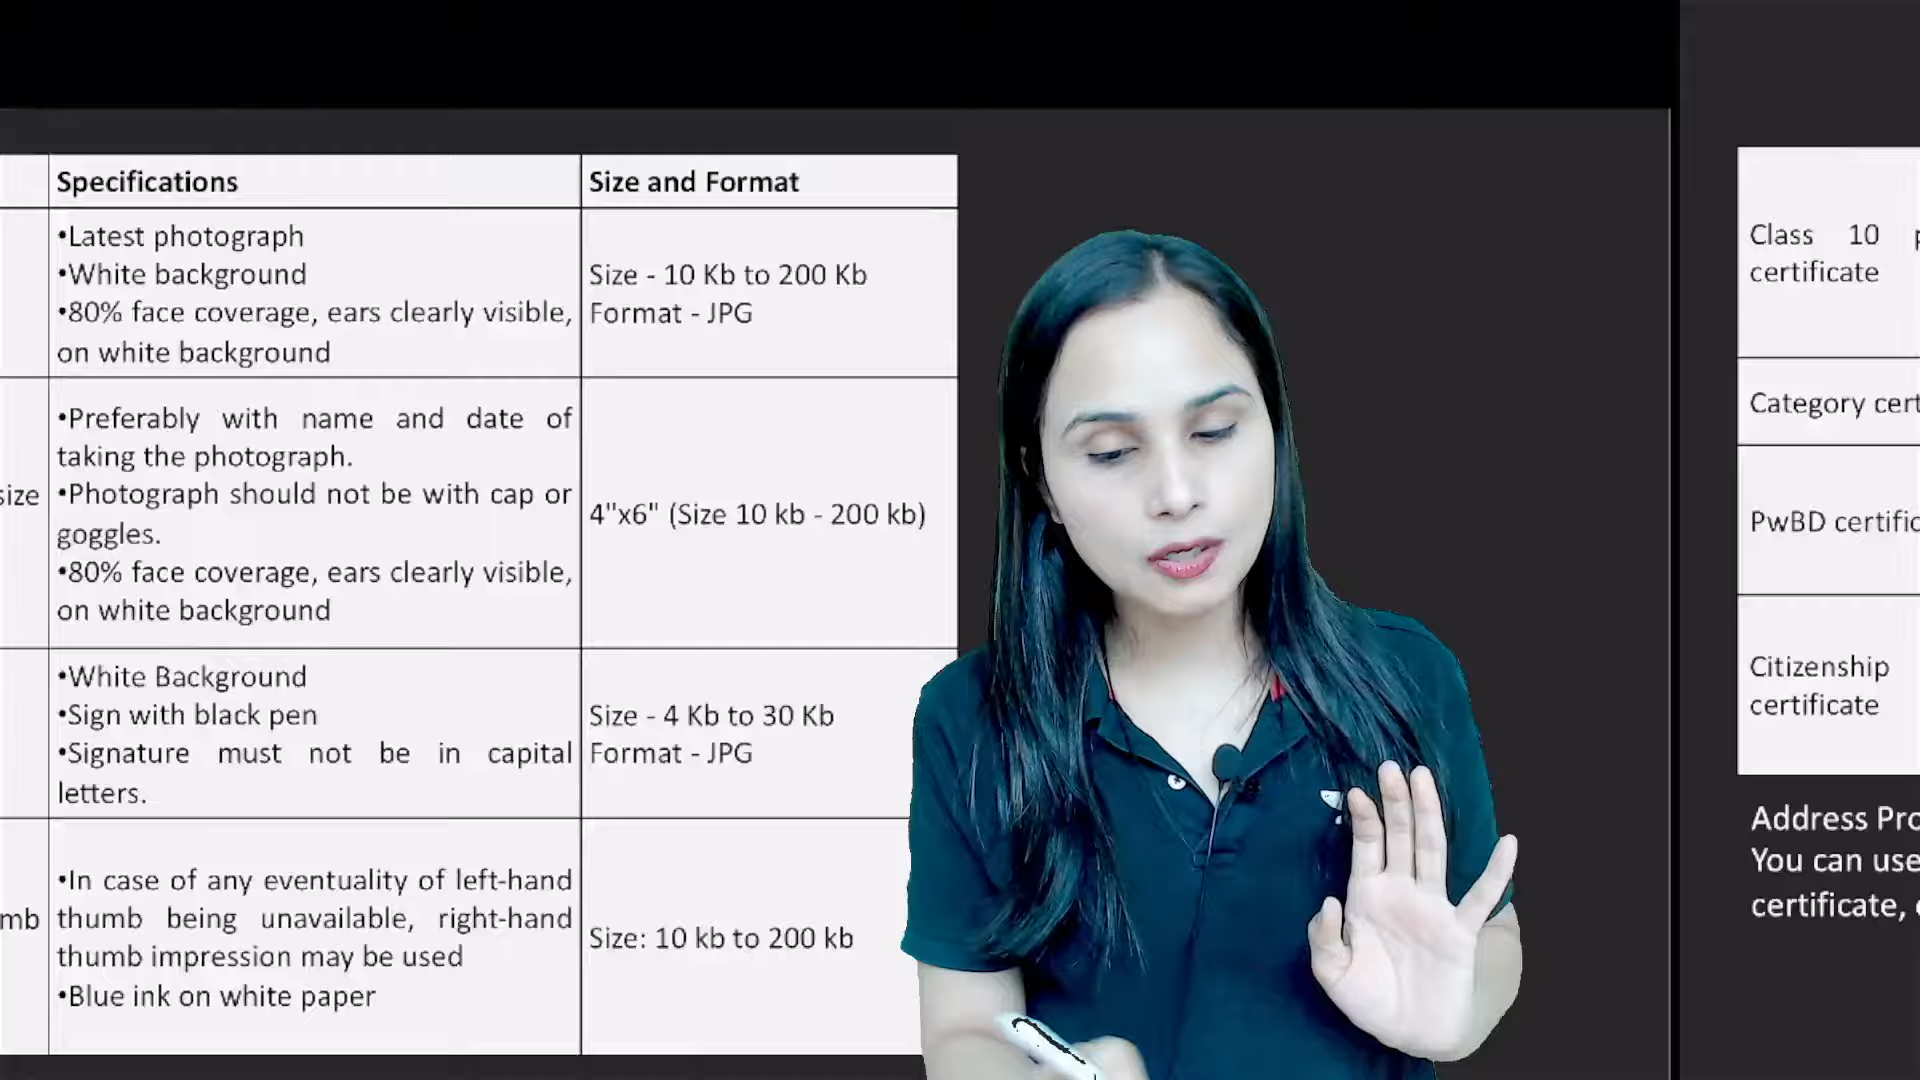 Specifications
Size and Format
•Latest photograph
•White background
•80% face coverage, ears clearly visible,
on white background
Size - 10 Kb to 200 Kb
Format - JPG
size
•Preferably with name and date of
taking the photograph.
•Photograph should not be with cap or
goggles.
•80% face coverage, ears clearly visible,
on white background
4"x6" (Size 10 kb - 200 kb)
•White Background
•Sign with black pen
•Signature must not be in capital
letters.
Size - 4 Kb to 30 Kb
Format - JPG
mb
•In case of any eventuality of left-hand
thumb being unavailable, right-hand
thumb impression may be used
•Blue ink on white paper
Size: 10 kb to 200 kb
Class 10
certificate
Category cert
PwBD certific
Citizenship
certificate
Address Pro
You can use
certificate,